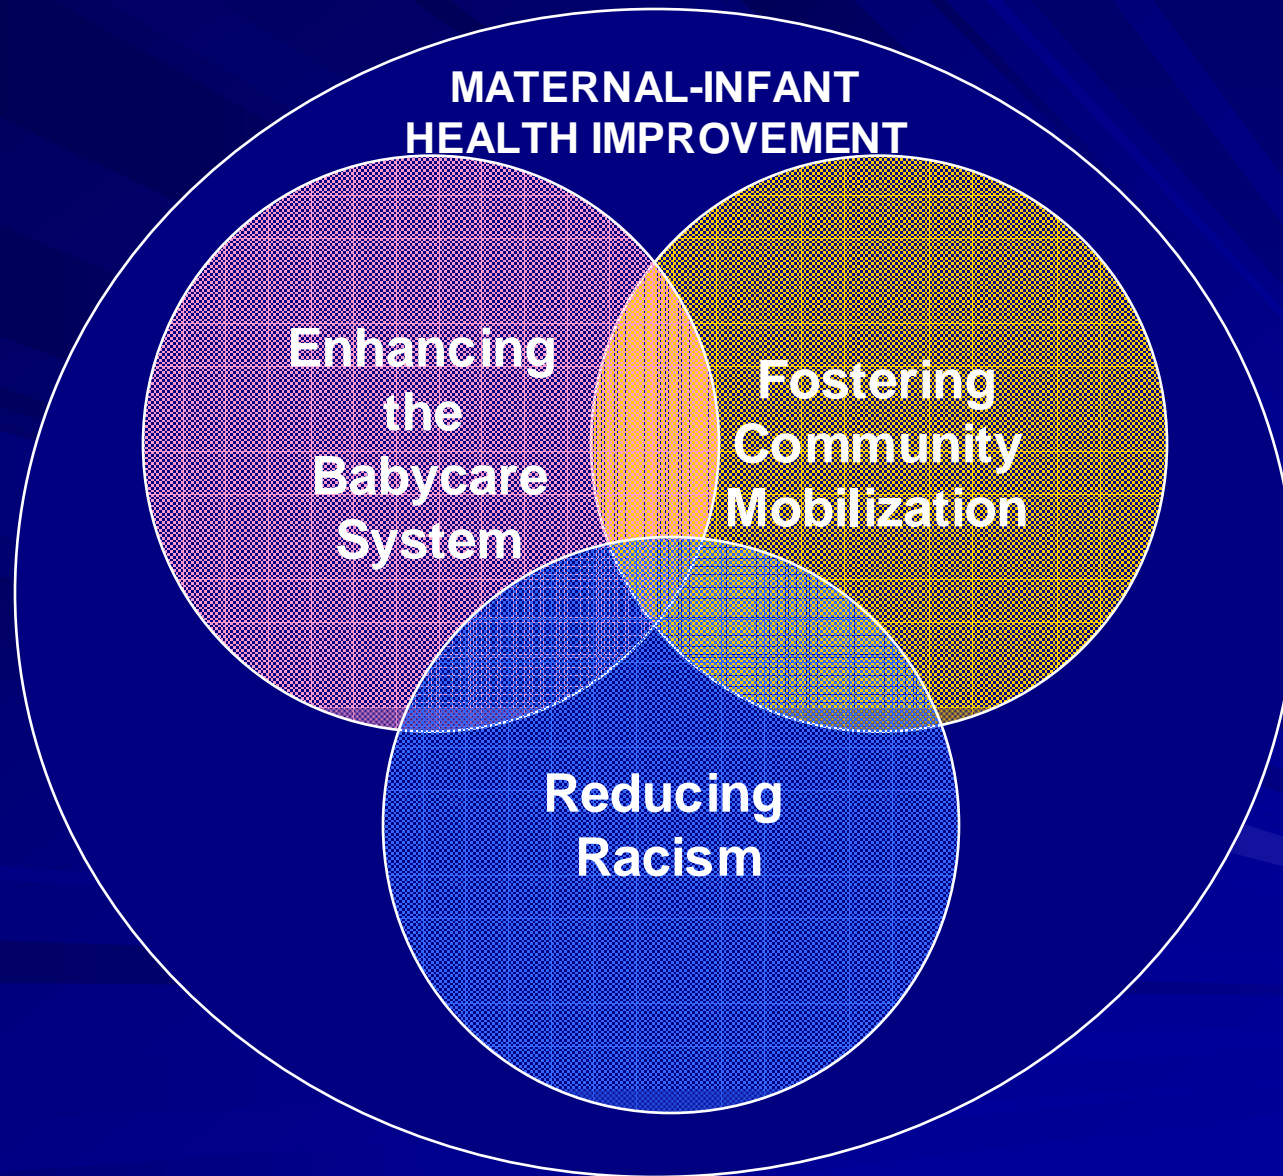 MATERNAL-INFANT
HEALTH IMPROVEMENT
Enhancing
the
Babycare
System
Fostering
Community
Mobilization
Reducing
Racism